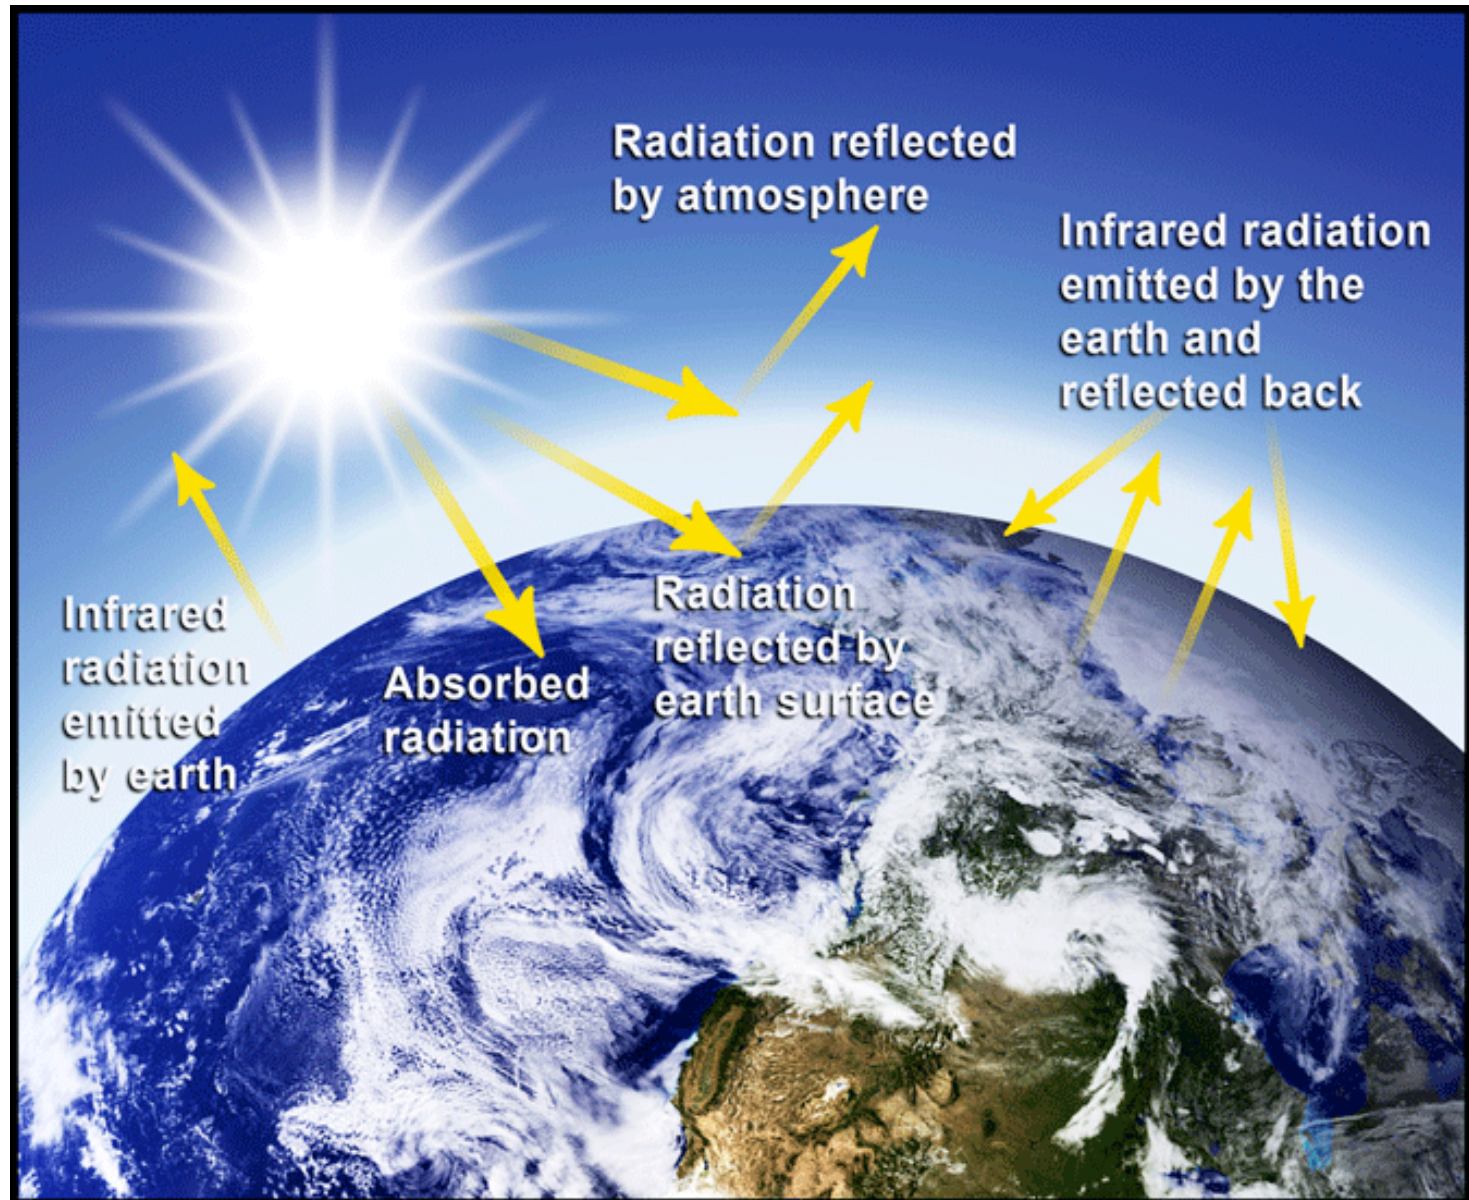 Radiation reflected
by atmosphere
Infrared radiation
emitted by the
earth and
reflected back
Infrared
radiation
emitted
by earth
Absorbed
radiation
Radiation
reflected by
earth surface